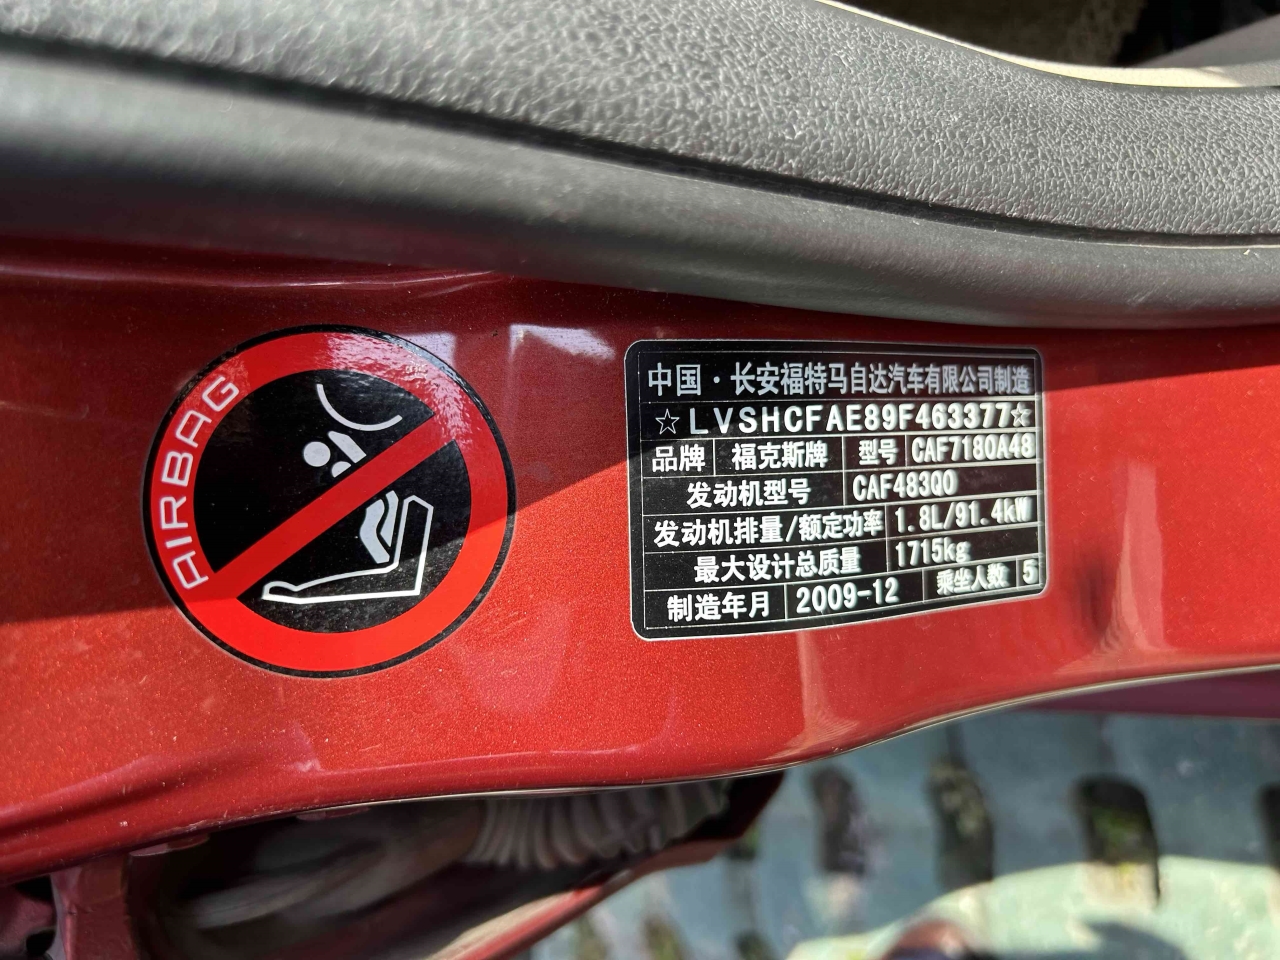 AIRBAG
中国·长安福特马自达汽车有限公司制造
☆LVSHCFAE89F463377☆
品牌 福克斯牌 型号 CAF7180A48
发动机型号 CAF483Q0
发动机排量/额定功率 1.8L/91.4kW
最大设计总质量 1715kg
制造年月 2009-12 乘坐人数 5